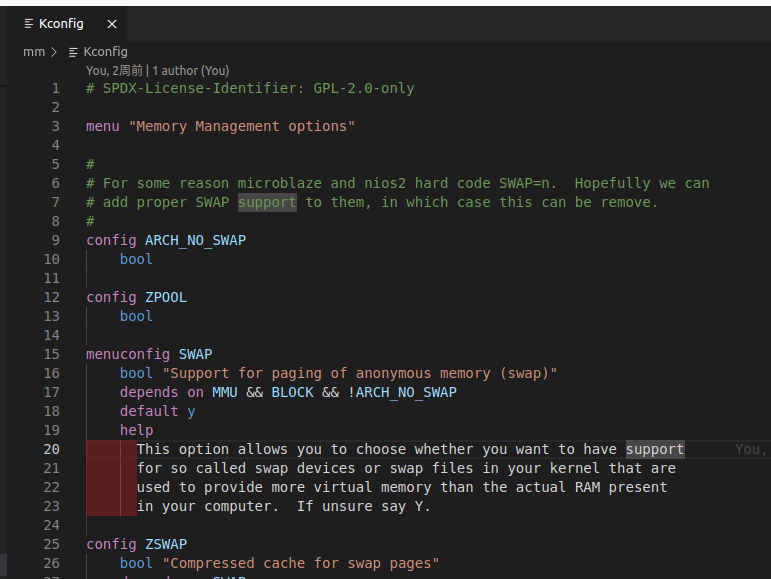 Kconfig
mm > Kconfig
You, 2周前 | 1 author (You)
1 # SPDX-License-Identifier: GPL-2.0-only
2
3 menu "Memory Management options"
4
5 #
6 # For some reason microblaze and nios2 hard code SWAP=n.  Hopefully we can
7 # add proper SWAP support to them, in which case this can be remove.
8 #
9 config ARCH_NO_SWAP
10     bool
11
12 config ZPOOL
13     bool
14
15 menuconfig SWAP
16     bool "Support for paging of anonymous memory (swap)"
17     depends on MMU && BLOCK && !ARCH_NO_SWAP
18     default y
19     help
20       This option allows you to choose whether you want to have support You,
21       for so called swap devices or swap files in your kernel that are
22       used to provide more virtual memory than the actual RAM present
23       in your computer.  If unsure say Y.
24
25 config ZSWAP
26     bool "Compressed cache for swap pages"